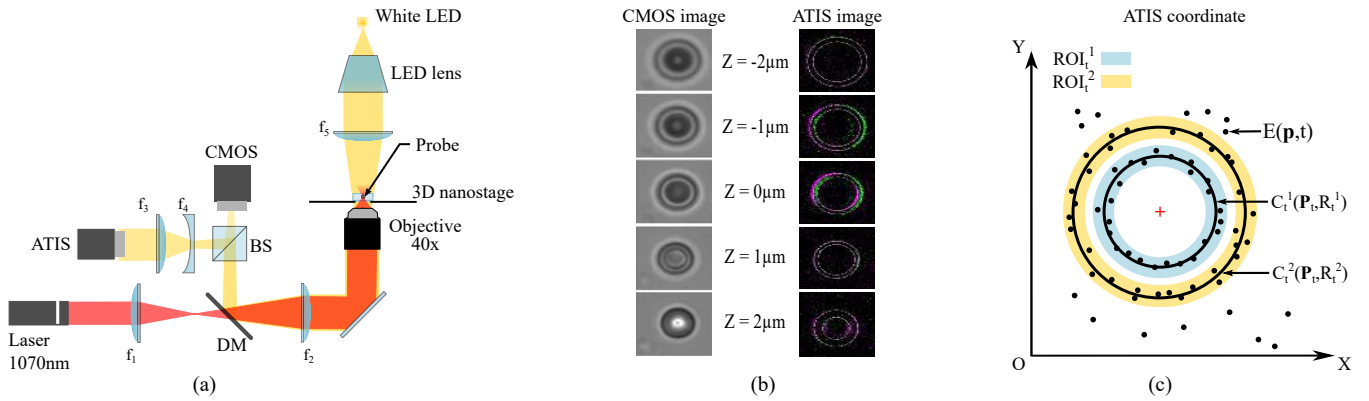 White LED
LED lens
f5
Probe
CMOS
3D nanostage
f3
f4
Objective
40x
ATIS
BS
Laser
1070nm
f1
DM
f2
(a)
CMOS image
ATIS image
Z = -2µm
Z = -1µm
Z = 0µm
Z = 1µm
Z = 2µm
(b)
ATIS coordinate
Y
ROIt1
ROIt2
E(p,t)
Ct1(Pt,Rt1)
Ct2(Pt,Rt2)
O
X
(c)